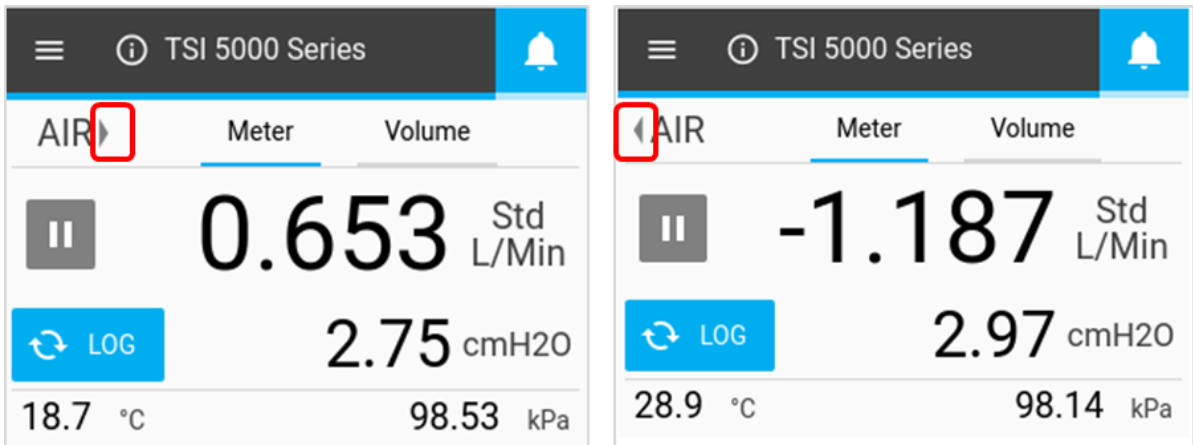 TSI 5000 Series
AIR Meter Volume
0.653 Std L/Min
LOG 2.75 cmH2O
18.7 °C 98.53 kPa
TSI 5000 Series
AIR Meter Volume
-1.187 Std L/Min
LOG 2.97 cmH2O
28.9 °C 98.14 kPa